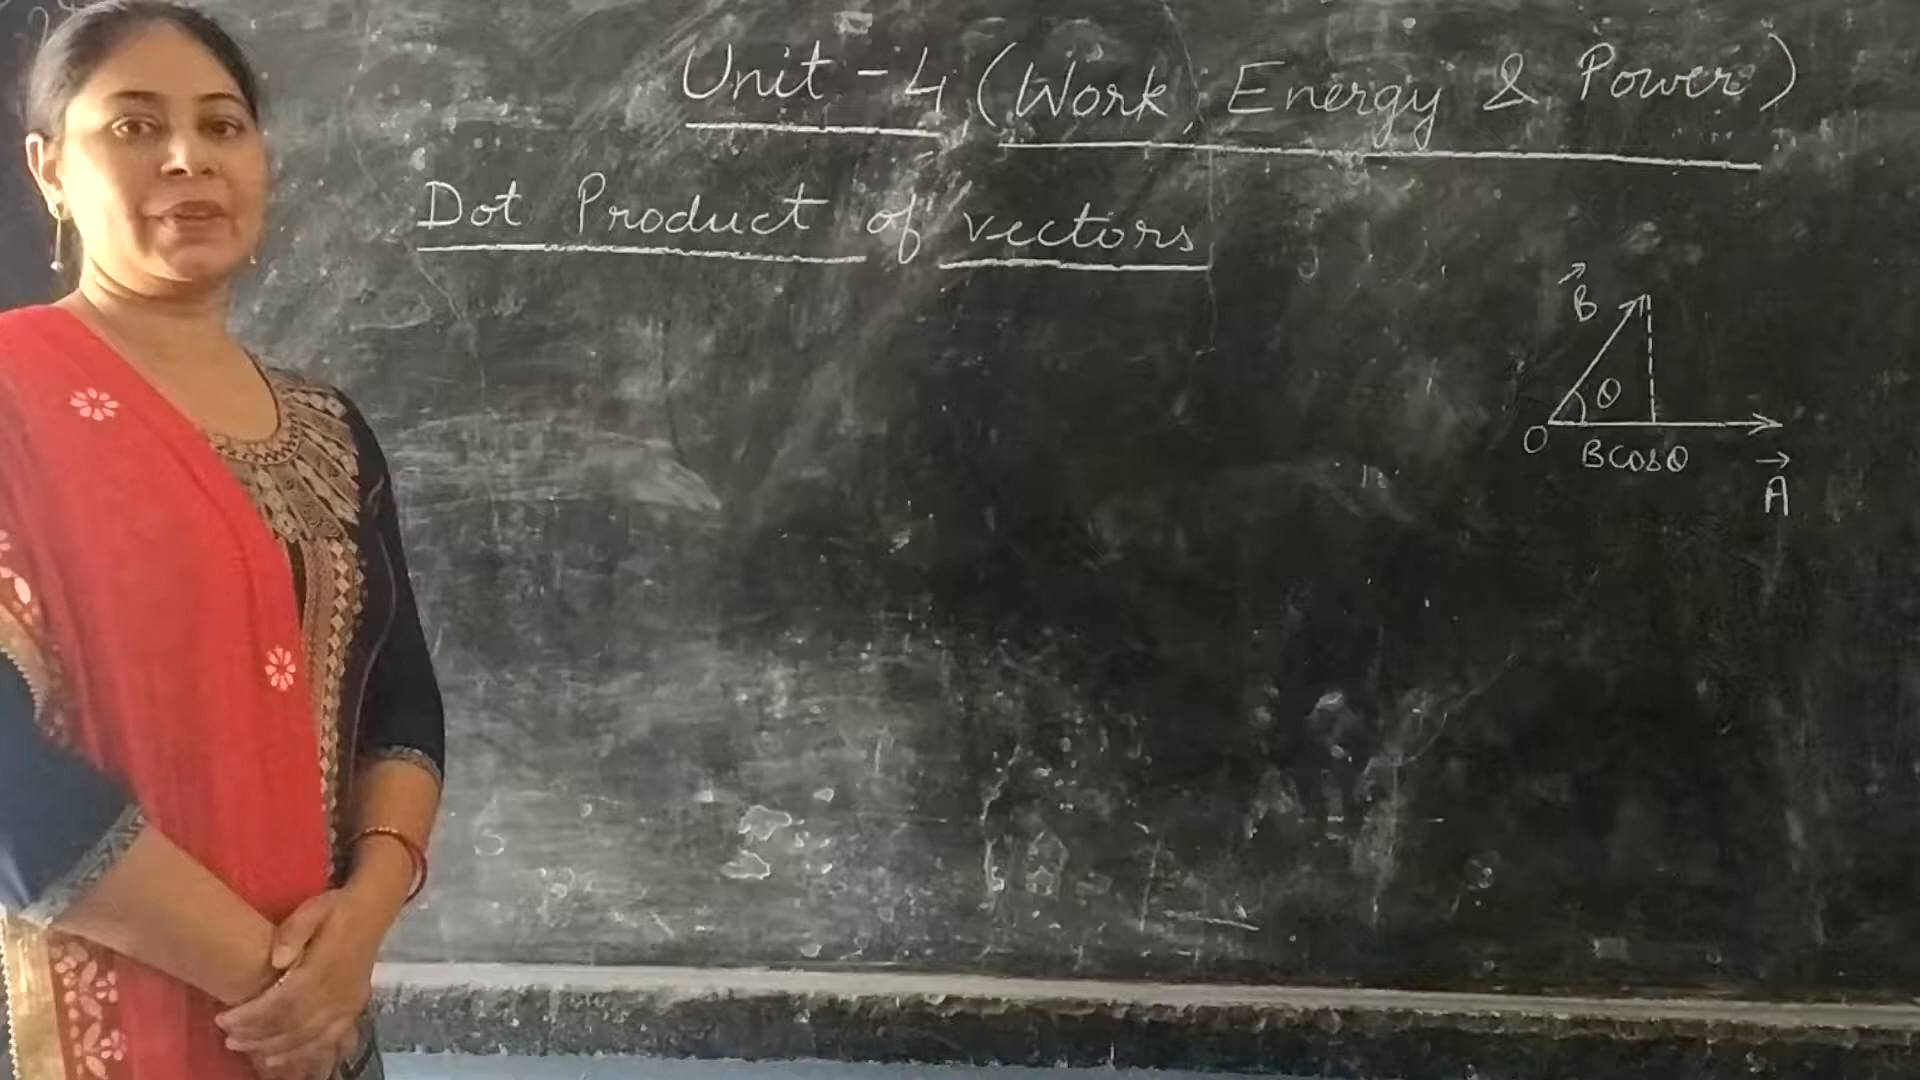 Unit - 4 (Work, Energy & Power)
Dot Product of vectors
B⃗
θ
O
Bcosθ
A⃗